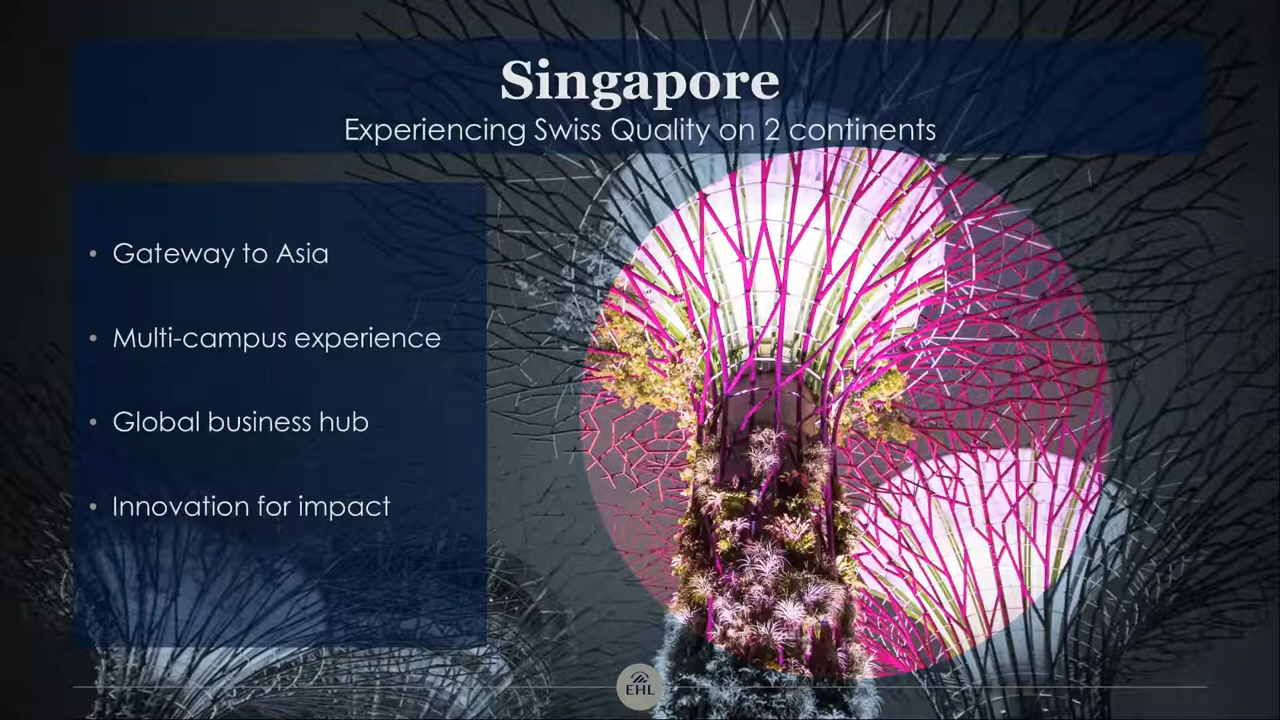 Singapore
Experiencing Swiss Quality on 2 continents
• Gateway to Asia
• Multi-campus experience
• Global business hub
• Innovation for impact
EHL